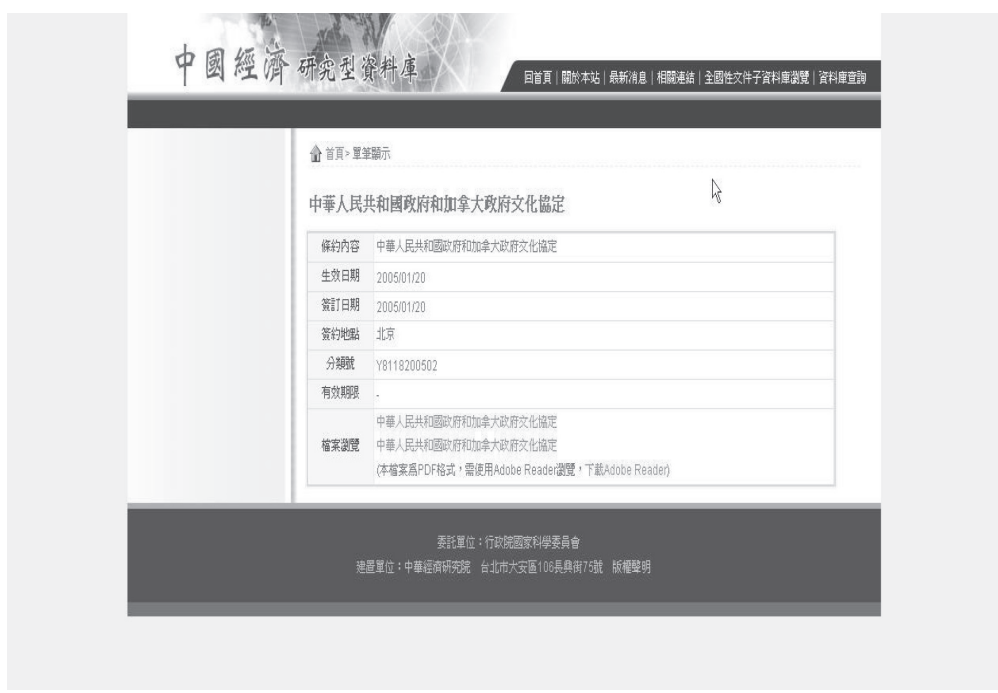 中國經濟研究型資料庫
回首頁｜關於本站｜最新消息｜相關連結｜全國性文件子資料庫瀏覽｜資料庫查詢
首頁> 單筆顯示
中華人民共和國政府和加拿大政府文化協定
條約內容 中華人民共和國政府和加拿大政府文化協定
生效日期 2005/01/20
簽訂日期 2005/01/20
簽約地點 北京
分類號 Y8118200502
有效期限 -
中華人民共和國政府和加拿大政府文化協定
檔案瀏覽 中華人民共和國政府和加拿大政府文化協定
(本檔案為PDF格式，需使用Adobe Reader瀏覽，下載Adobe Reader)
委託單位：行政院國家科學委員會
建置單位：中華經濟研究院 台北市大安區106長興街75號 版權聲明